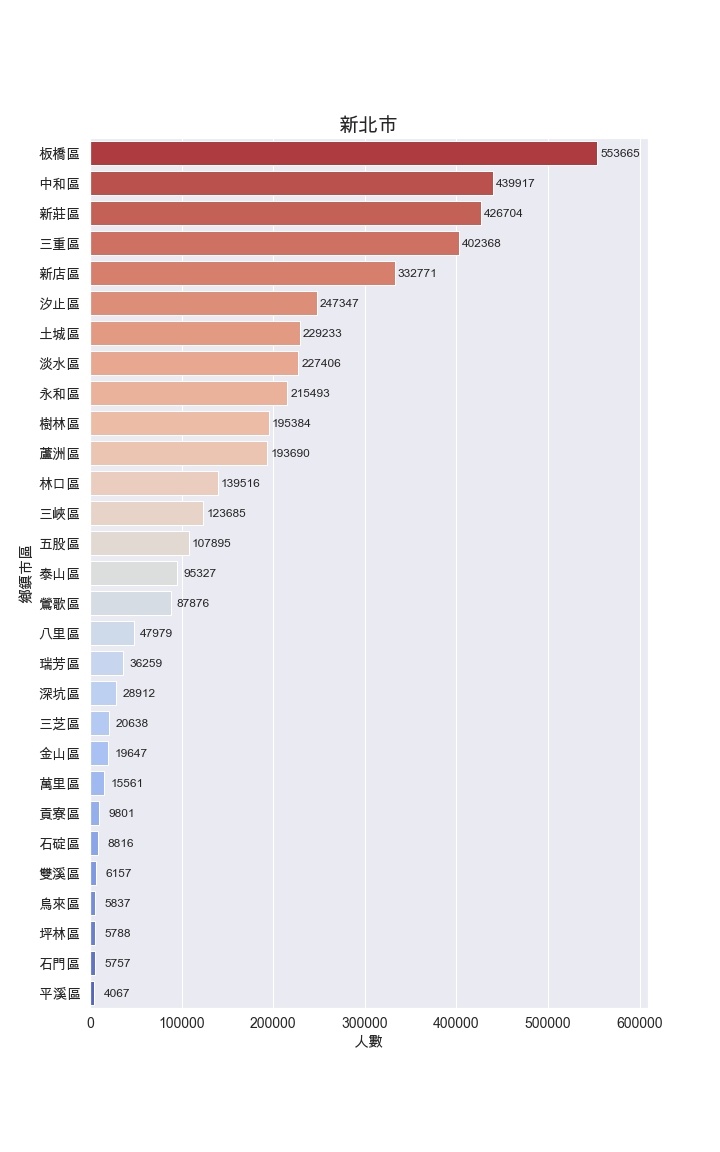 新北市
鄉鎮市區
板橋區 553665
中和區 439917
新莊區 426704
三重區 402368
新店區 332771
汐止區 247347
土城區 229233
淡水區 227406
永和區 215493
樹林區 195384
蘆洲區 193690
林口區 139516
三峽區 123685
五股區 107895
泰山區 95327
鶯歌區 87876
八里區 47979
瑞芳區 36259
深坑區 28912
三芝區 20638
金山區 19647
萬里區 15561
貢寮區 9801
石碇區 8816
雙溪區 6157
烏來區 5837
坪林區 5788
石門區 5757
平溪區 4067
0 100000 200000 300000 400000 500000 600000
人數